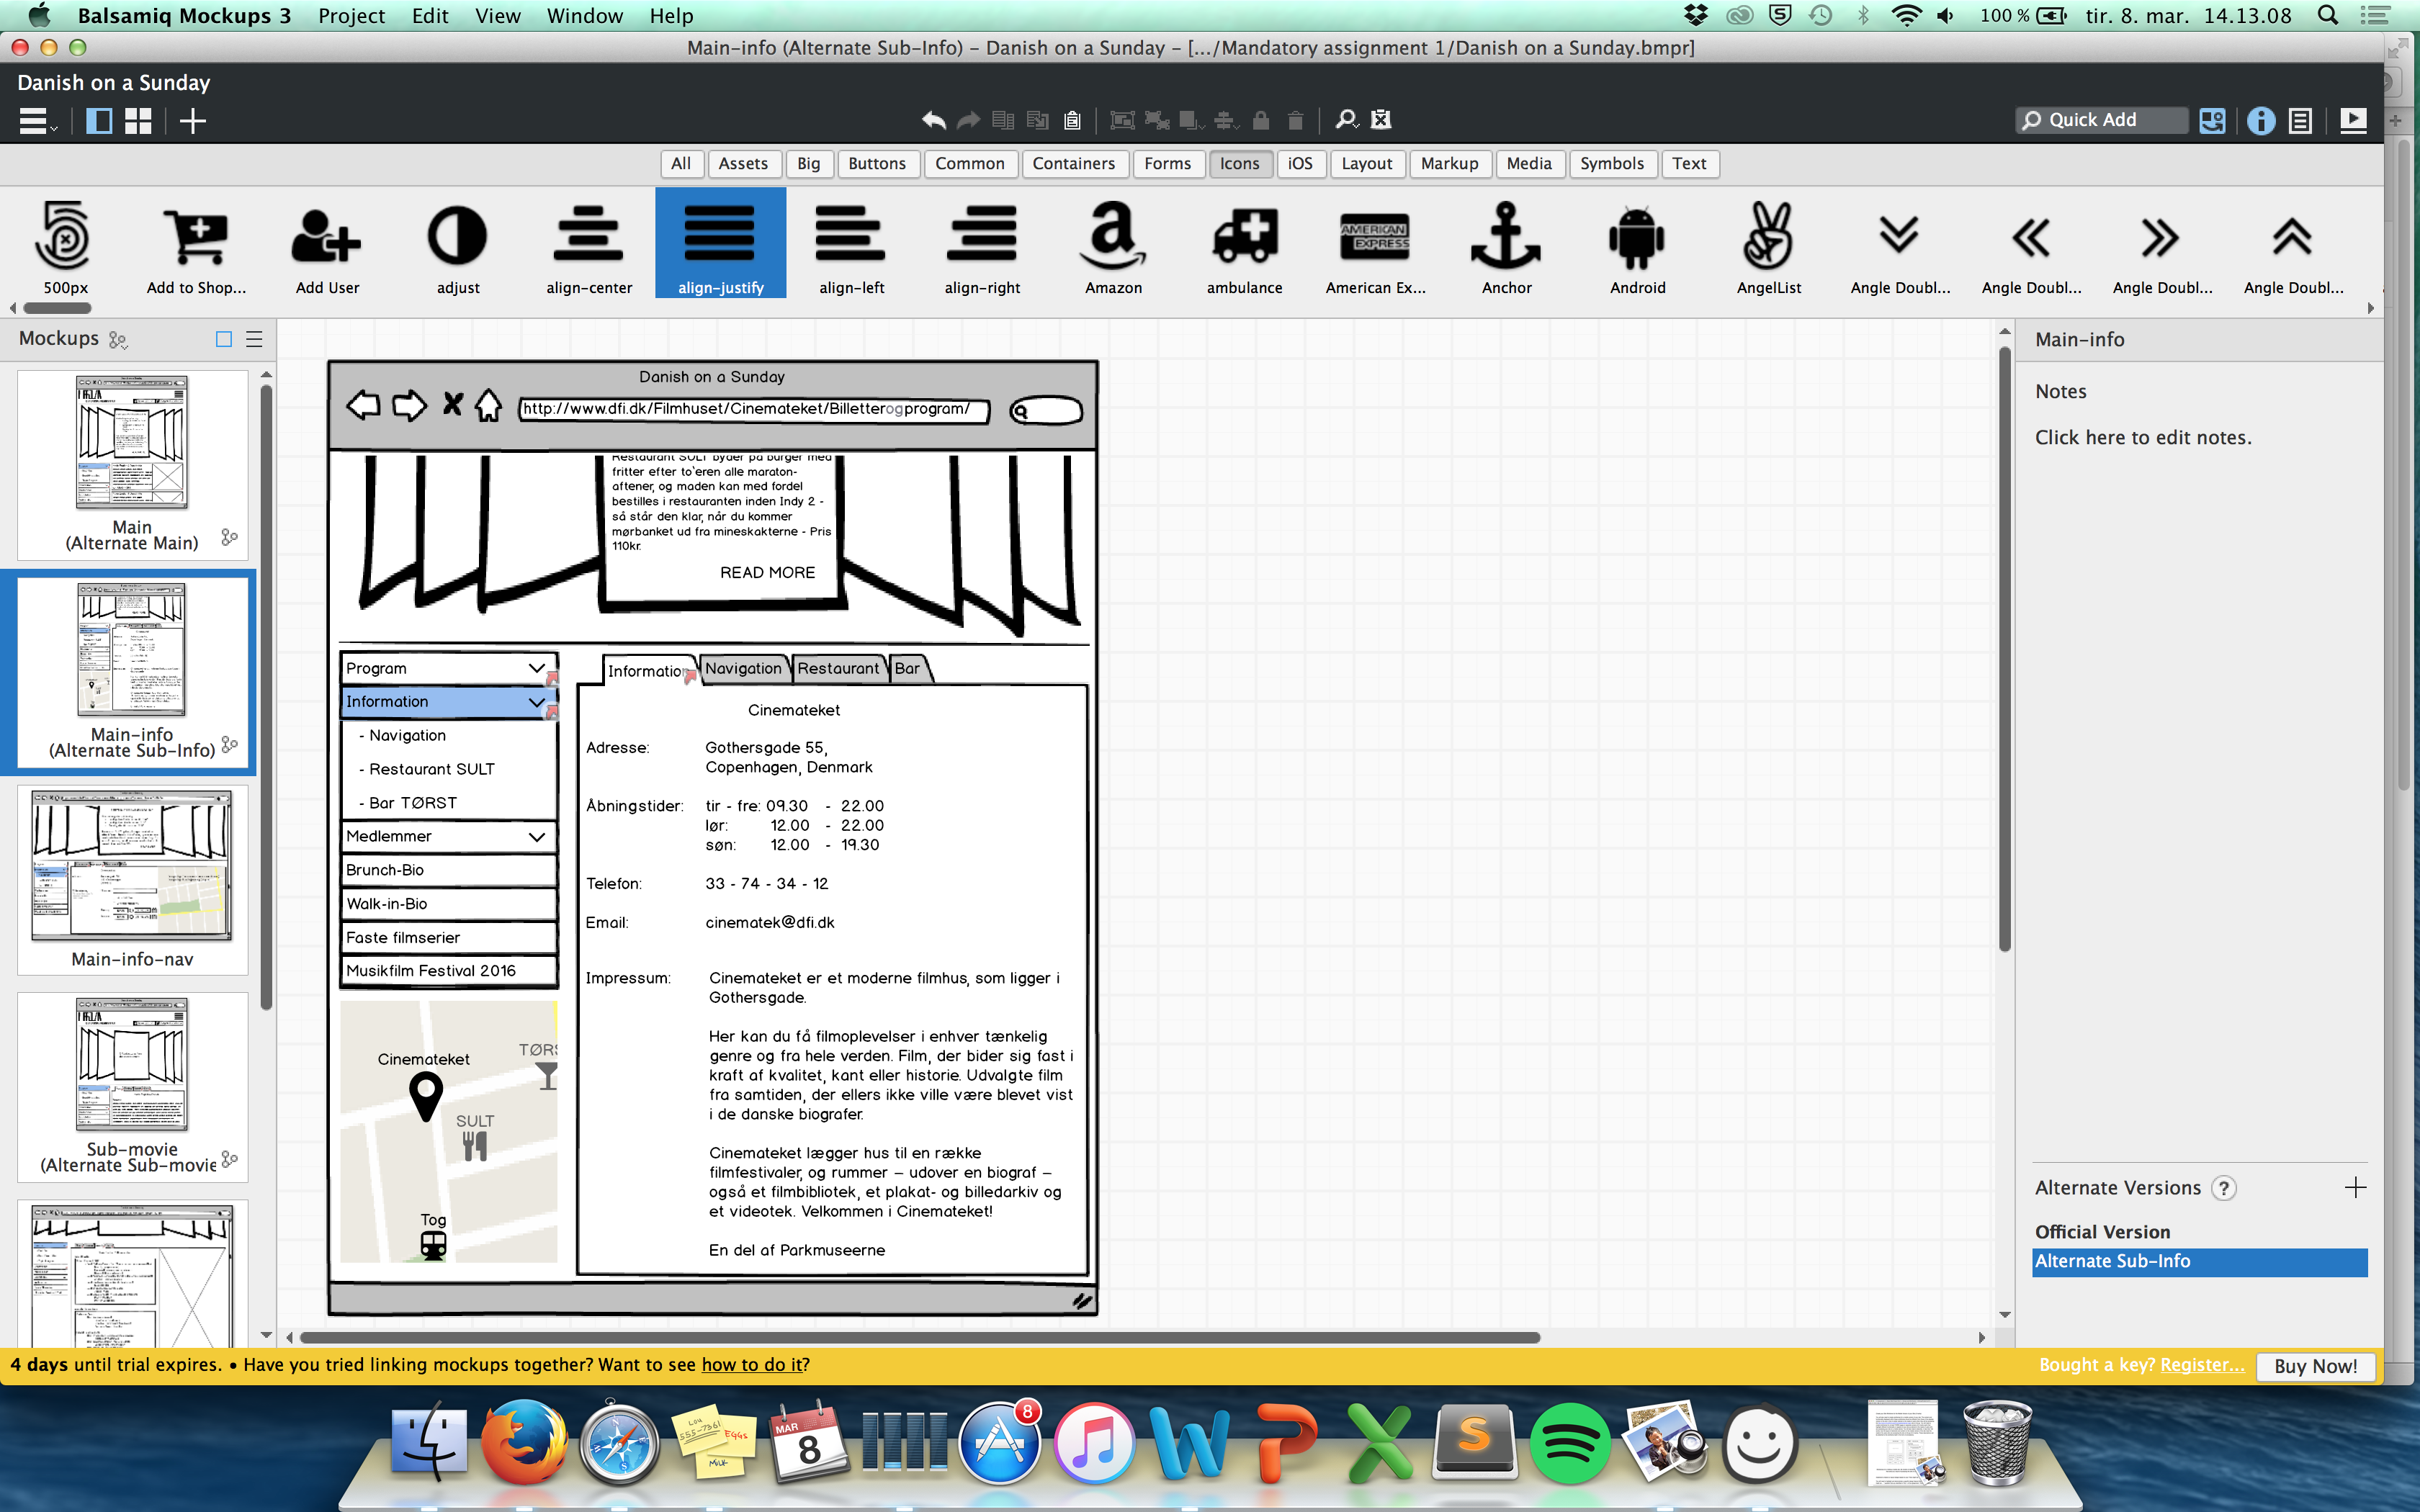 Balsamiq Mockups 3 Project Edit View Window Help
100 % tir. 8. mar. 14.13.08
Main-info (Alternate Sub-Info) – Danish on a Sunday – [.../Mandatory assignment 1/Danish on a Sunday.bmpr]
Danish on a Sunday
Quick Add
All Assets Big Buttons Common Containers Forms Icons iOS Layout Markup Media Symbols Text
AMERICAN
EXPRESS
500px Add to Shop... Add User adjust align-center align-justify align-left align-right Amazon ambulance American Ex... Anchor Android AngelList Angle Doubl... Angle Doubl... Angle Doubl... Angle Doubl...
Mockups
Main
(Alternate Main)
Main-info
(Alternate Sub-Info)
Main-info-nav
Sub-movie
(Alternate Sub-movie
Danish on a Sunday
http://www.dfi.dk/Filmhuset/Cinemateket/Billetterogprogram/
Restaurant SULT byder på burger med
fritter efter to'eren alle maraton-
aftener, og maden kan med fordel
bestilles i restauranten inden Indy 2 -
så står den klar, når du kommer
mørbanket ud fra mineskakterne - Pris
110kr.
READ MORE
Program
Information
- Navigation
- Restaurant SULT
- Bar TØRST
Medlemmer
Brunch-Bio
Walk-in-Bio
Faste filmserier
Musikfilm Festival 2016
Cinemateket
TØRS
SULT
Tog
Information Navigation Restaurant Bar
Cinemateket
Adresse: Gothersgade 55,
Copenhagen, Denmark
Åbningstider: tir - fre: 09.30 - 22.00
lør: 12.00 - 22.00
søn: 12.00 - 19.30
Telefon: 33 - 74 - 34 - 12
Email: cinematek@dfi.dk
Impressum: Cinemateket er et moderne filmhus, som ligger i
Gothersgade.
Her kan du få filmoplevelser i enhver tænkelig
genre og fra hele verden. Film, der bider sig fast i
kraft af kvalitet, kant eller historie. Udvalgte film
fra samtiden, der ellers ikke ville være blevet vist
i de danske biografer.
Cinemateket lægger hus til en række
filmfestivaler, og rummer – udover en biograf –
også et filmbibliotek, et plakat- og billedarkiv og
et videotek. Velkommen i Cinemateket!
En del af Parkmuseerne
Main-info
Notes
Click here to edit notes.
Alternate Versions ?
Official Version
Alternate Sub-Info
4 days until trial expires. • Have you tried linking mockups together? Want to see how to do it?
Bought a key? Register... Buy Now!
Lou
555-7361
EGGS
MILK
MAR
8
8